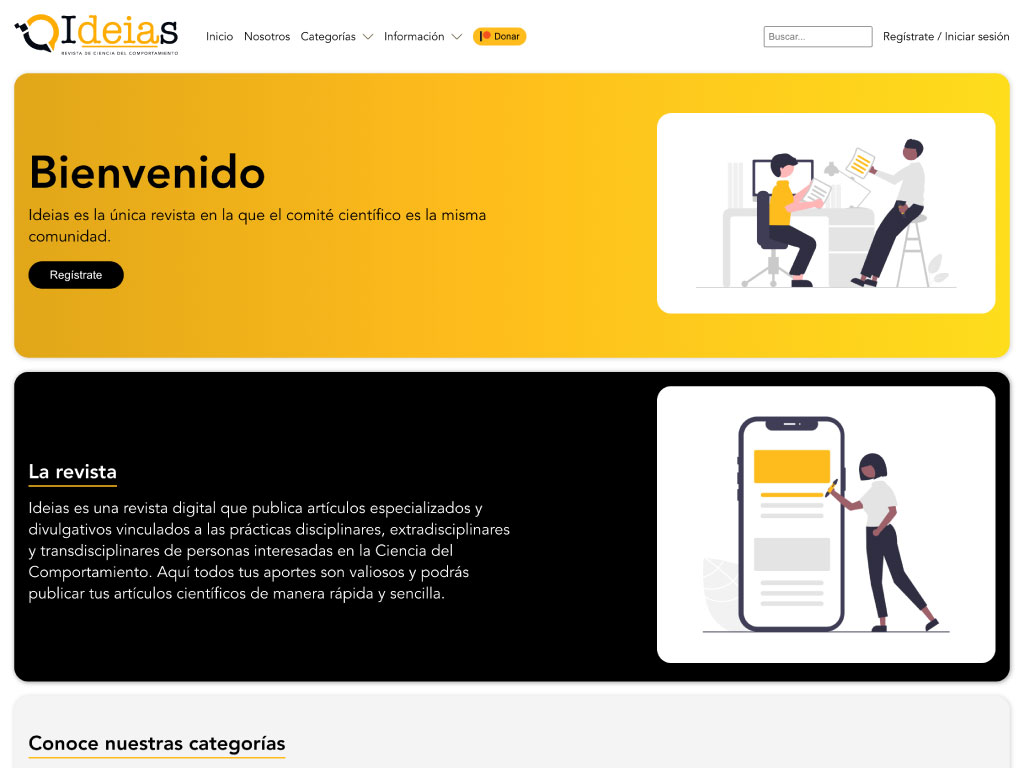 Ideias
REVISTA DE CIENCIA DEL COMPORTAMIENTO
Inicio Nosotros Categorías Información Donar Buscar... Regístrate / Iniciar sesión
Bienvenido
Ideias es la única revista en la que el comité científico es la misma
comunidad.
Regístrate
La revista
Ideias es una revista digital que publica artículos especializados y
divulgativos vinculados a las prácticas disciplinares, extradisciplinares
y transdisciplinares de personas interesadas en la Ciencia del
Comportamiento. Aquí todos tus aportes son valiosos y podrás
publicar tus artículos científicos de manera rápida y sencilla.
Conoce nuestras categorías